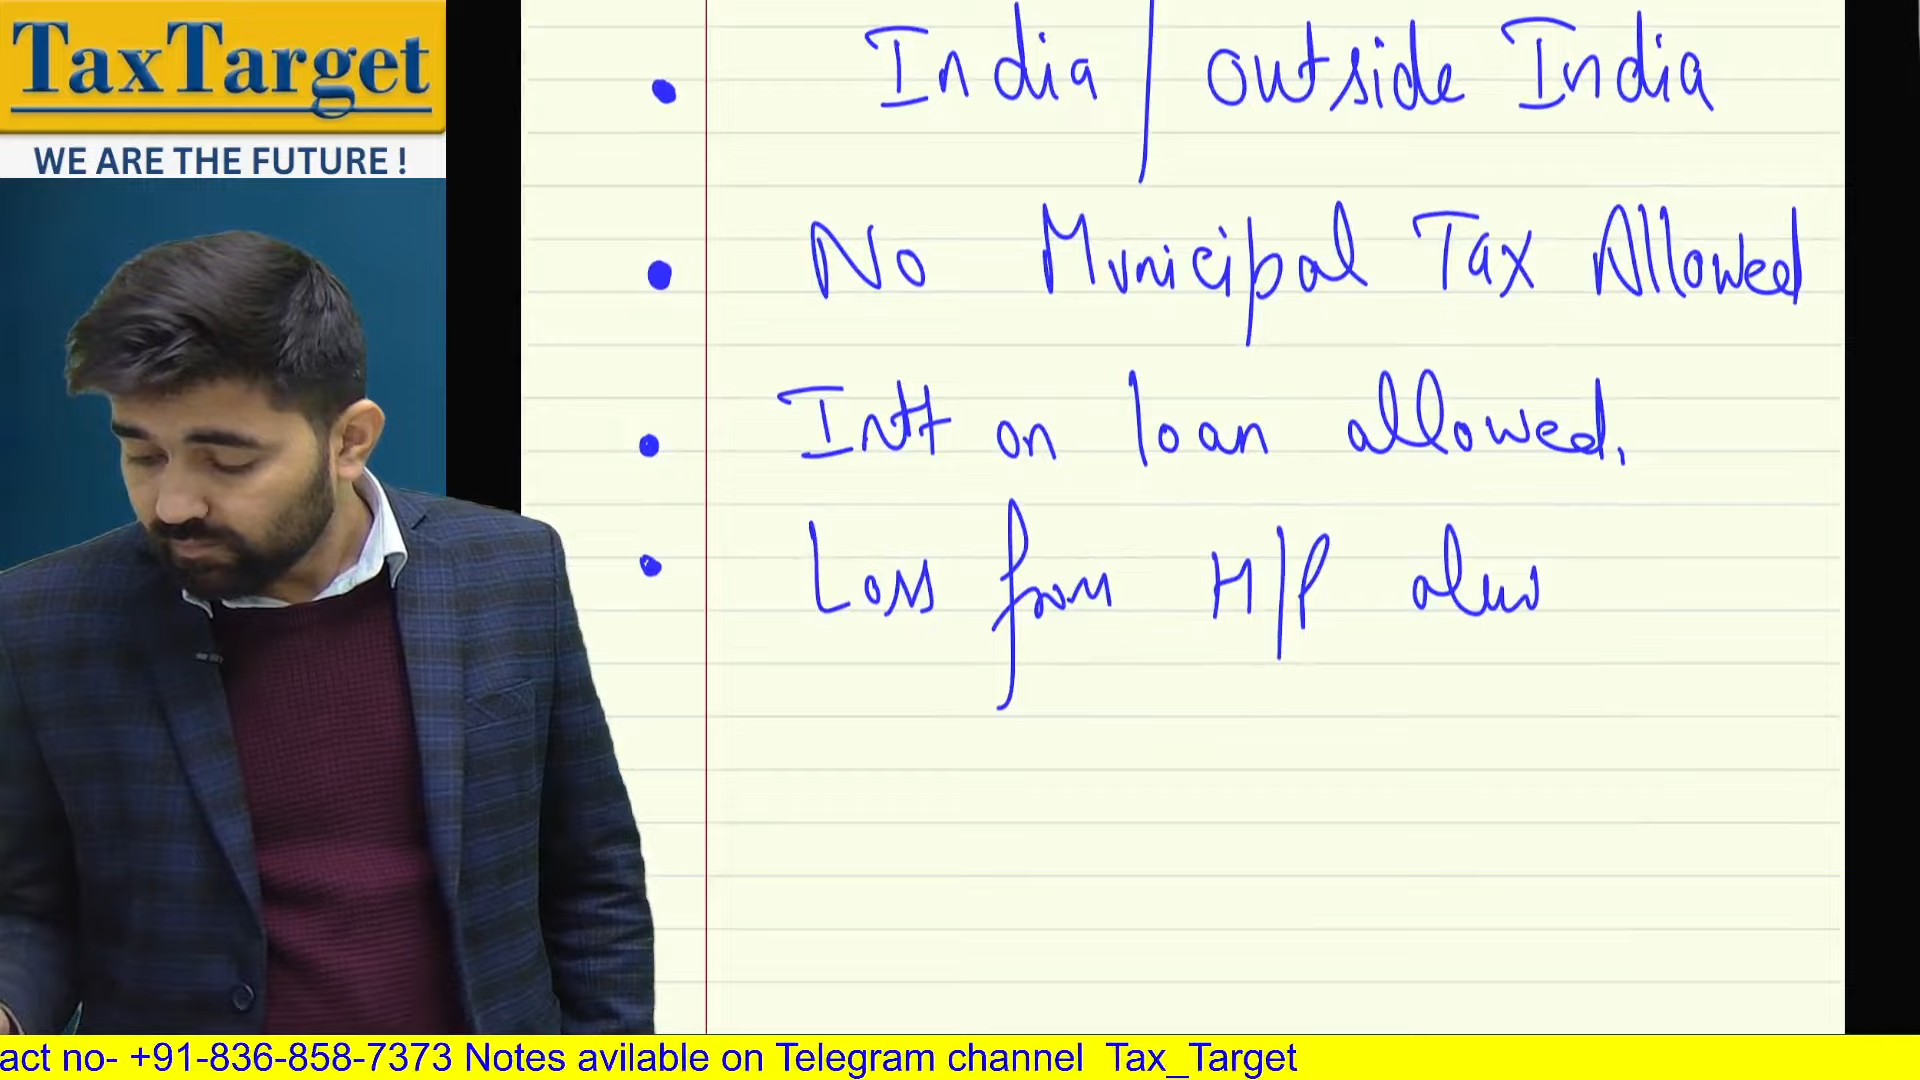 TaxTarget
WE ARE THE FUTURE !
India / outside India
No Municipal Tax Allowed
Intt on loan allowed.
Loss from H/P also
act no- +91-836-858-7373 Notes avilable on Telegram channel Tax_Target